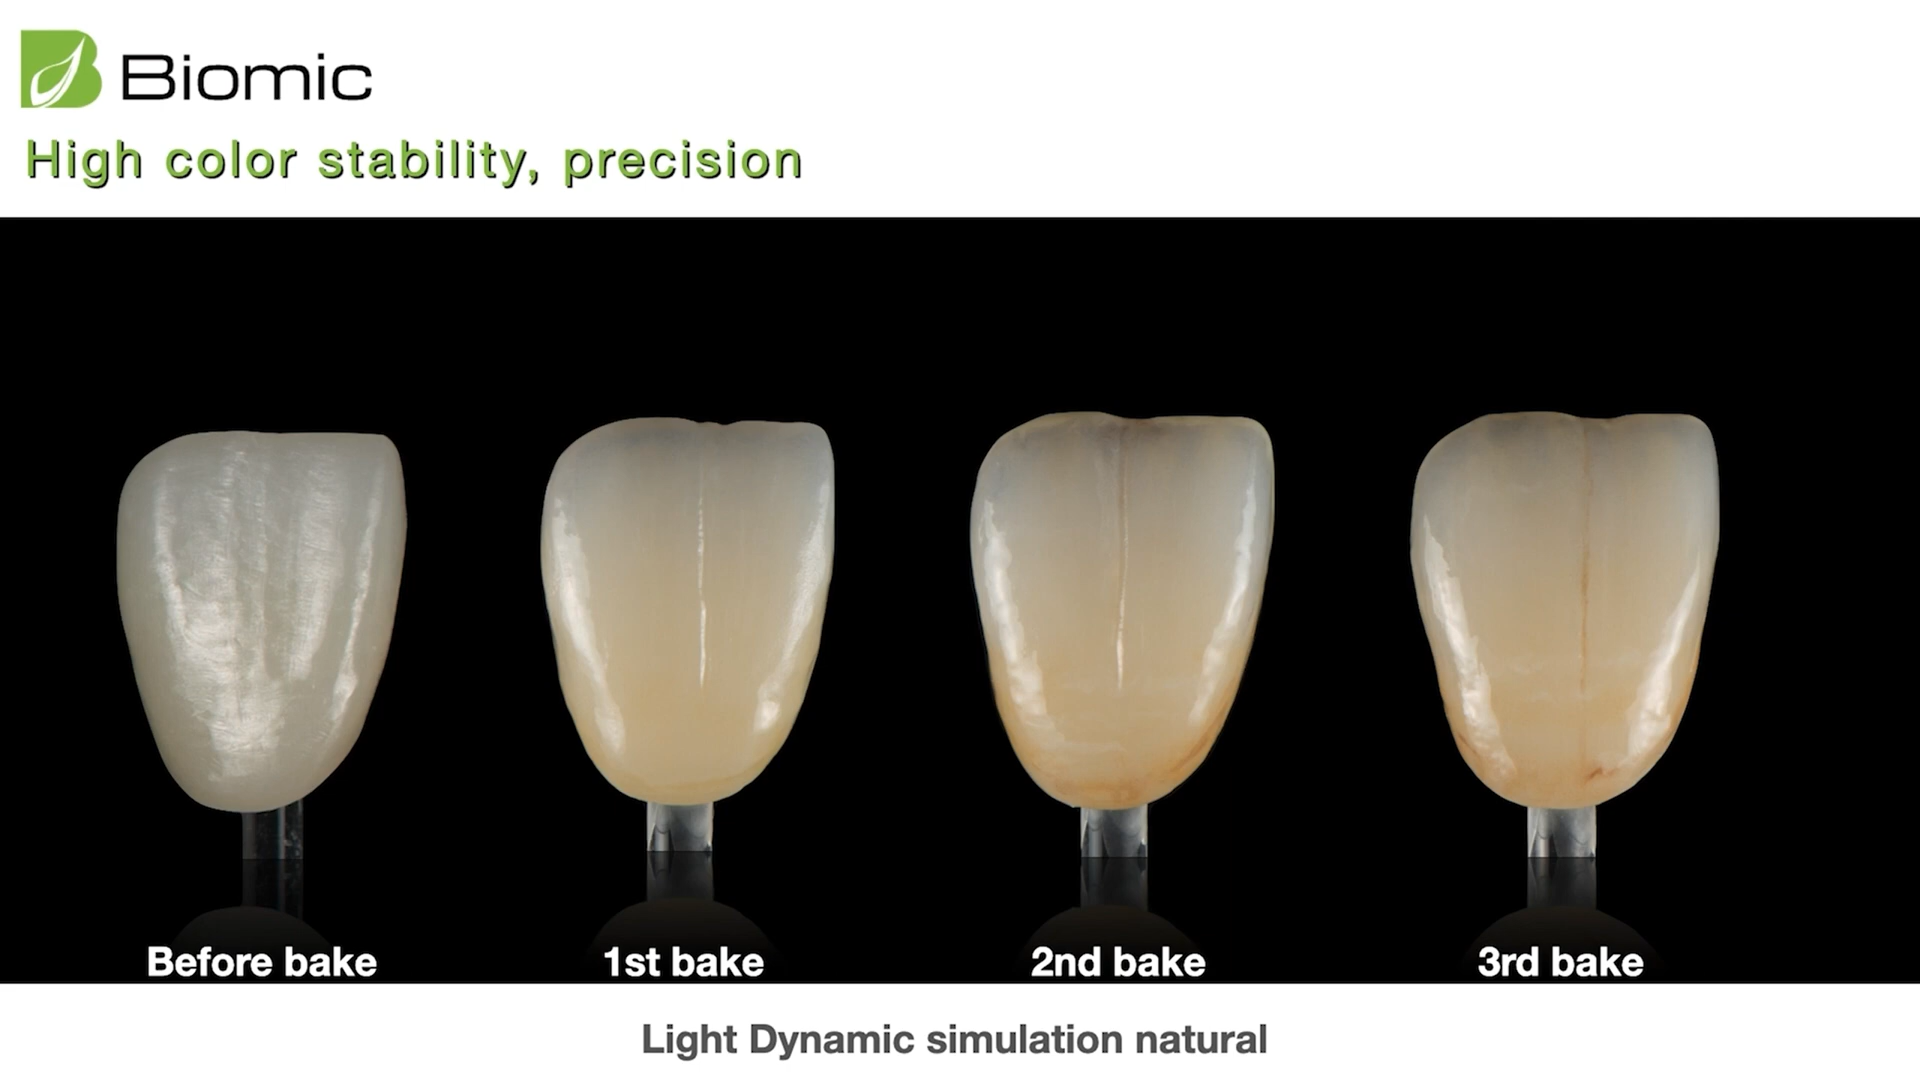 Biomic
High color stability, precision
Before bake
1st bake
2nd bake
3rd bake
Light Dynamic simulation natural